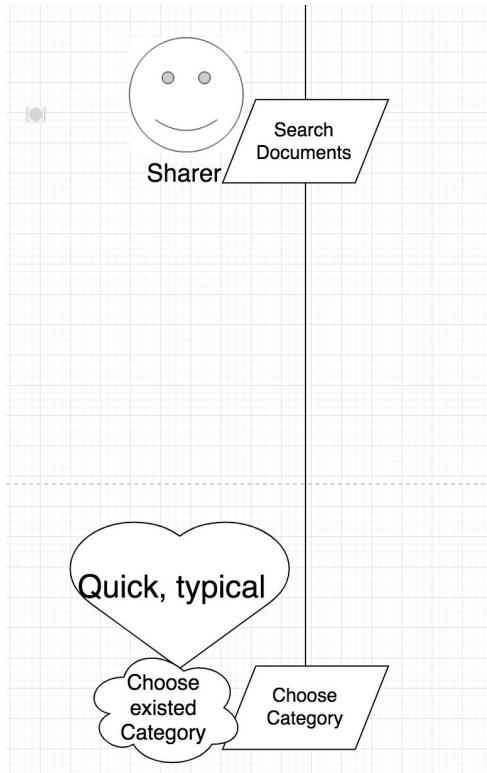 Search
Documents
Sharer
Quick, typical
Choose
existed
Category
Choose
Category